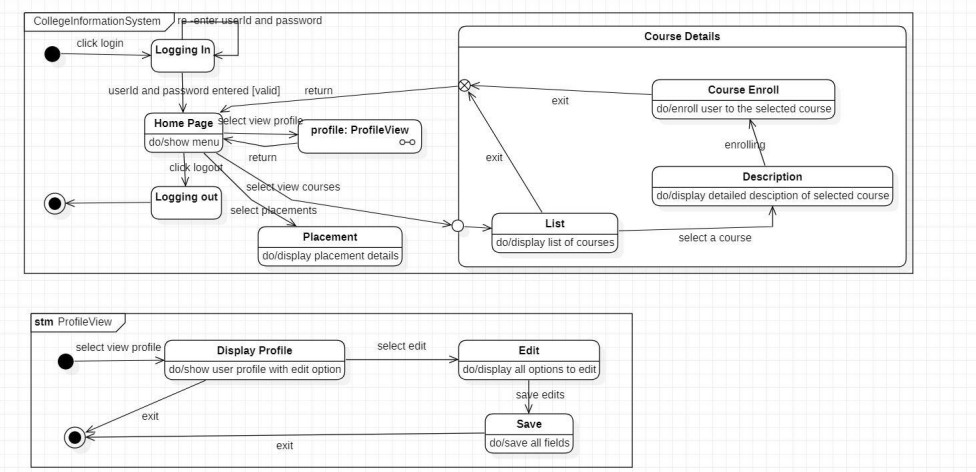 CollegeInformationSystem
re -enter userId and password
click login
Logging In
Course Details
userId and password entered [valid]
return
exit
Course Enroll
do/enroll user to the selected course
Home Page
do/show menu
select view profile
profile: ProfileView
return
enrolling
exit
click logout
select view courses
Description
do/display detailed desciption of selected course
Logging out
select placements
List
do/display list of courses
select a course
Placement
do/display placement details
stm ProfileView
select view profile
Display Profile
do/show user profile with edit option
select edit
Edit
do/display all options to edit
save edits
exit
Save
do/save all fields
exit